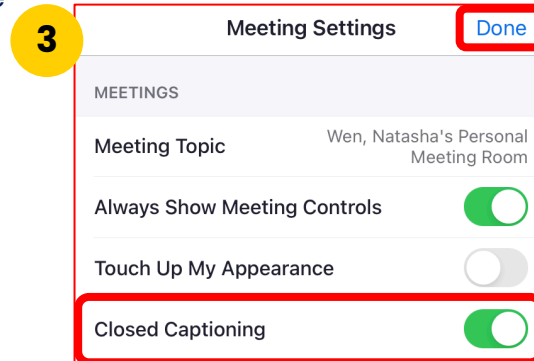 3
Meeting Settings Done
MEETINGS
Meeting Topic Wen, Natasha's Personal
Meeting Room
Always Show Meeting Controls
Touch Up My Appearance
Closed Captioning